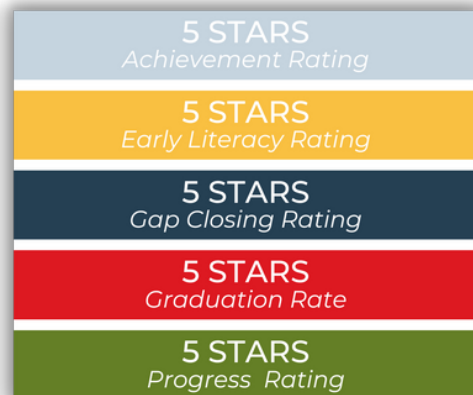 5 STARS
Achievement Rating
5 STARS
Early Literacy Rating
5 STARS
Gap Closing Rating
5 STARS
Graduation Rate
5 STARS
Progress Rating